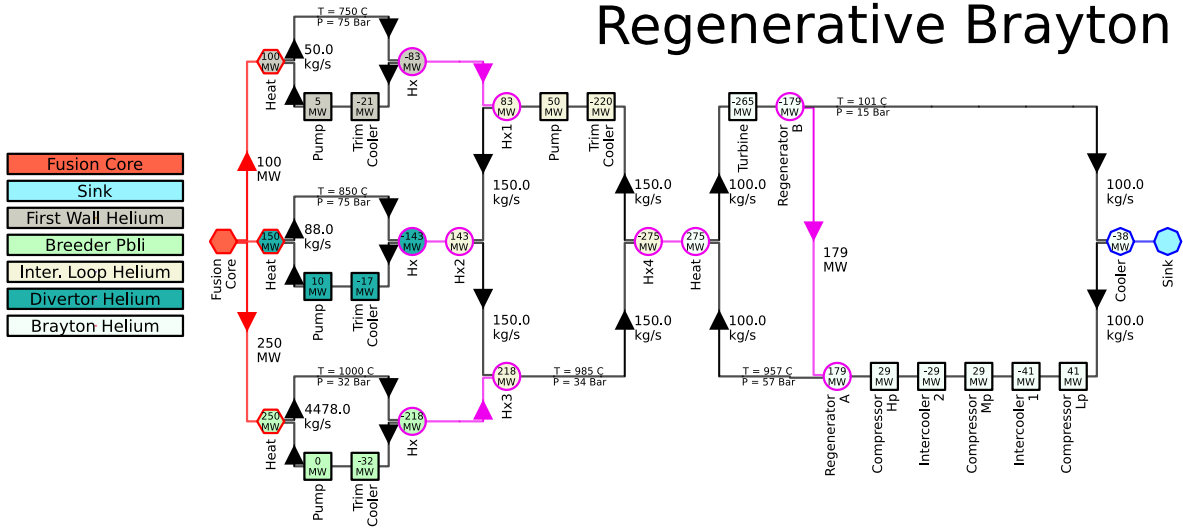 Regenerative Brayton
Fusion Core
Sink
First Wall Helium
Breeder Pbli
Inter. Loop Helium
Divertor Helium
Brayton Helium
Fusion
Core
100
MW
250
MW
100
MW
Heat
50.0
kg/s
T = 750 C
P = 75 Bar
5
MW
Pump
-21
MW
Trim
Cooler
-83
MW
Hx
150
MW
Heat
88.0
kg/s
T = 850 C
P = 75 Bar
10
MW
Pump
-17
MW
Trim
Cooler
-143
MW
Hx
250
MW
Heat
4478.0
kg/s
T = 1000 C
P = 32 Bar
0
MW
Pump
-32
MW
Trim
Cooler
-218
MW
Hx
83
MW
Hx1
50
MW
Pump
-220
MW
Trim
Cooler
150.0
kg/s
150.0
kg/s
143
MW
Hx2
150.0
kg/s
150.0
kg/s
218
MW
Hx3
T = 985 C
P = 34 Bar
-275
MW
Hx4
275
MW
Heat
-265
MW
Turbine
-179
MW
Regenerator
B
T = 101 C
P = 15 Bar
100.0
kg/s
100.0
kg/s
179
MW
100.0
kg/s
-38
MW
Cooler
Sink
100.0
kg/s
T = 957 C
P = 57 Bar
179
MW
Regenerator
A
29
MW
Compressor
Hp
-29
MW
Intercooler
2
29
MW
Compressor
Mp
-41
MW
Intercooler
1
41
MW
Compressor
Lp